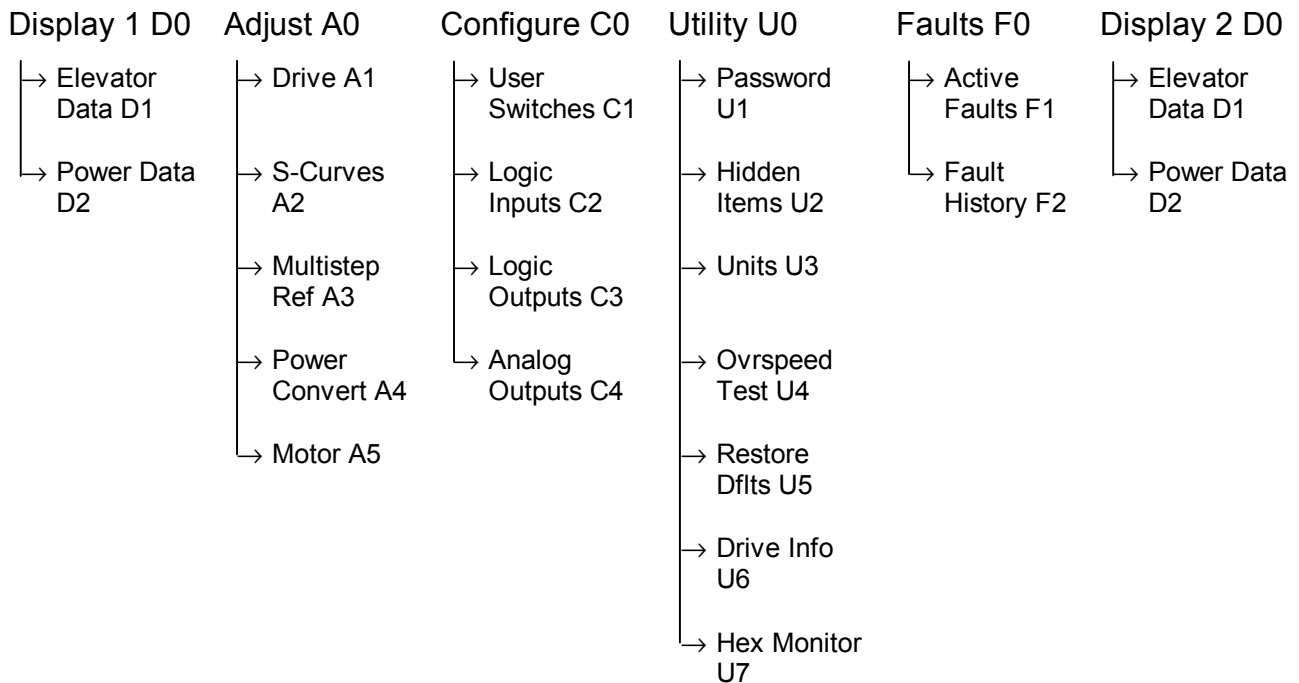 Display 1 D0
Elevator
Data D1
Power Data
D2
Adjust A0
Drive A1
S-Curves
A2
Multistep
Ref A3
Power
Convert A4
Motor A5
Configure C0
User
Switches C1
Logic
Inputs C2
Logic
Outputs C3
Analog
Outputs C4
Utility U0
Password
U1
Hidden
Items U2
Units U3
Ovrspeed
Test U4
Restore
Dflts U5
Drive Info
U6
Hex Monitor
U7
Faults F0
Active
Faults F1
Fault
History F2
Display 2 D0
Elevator
Data D1
Power Data
D2